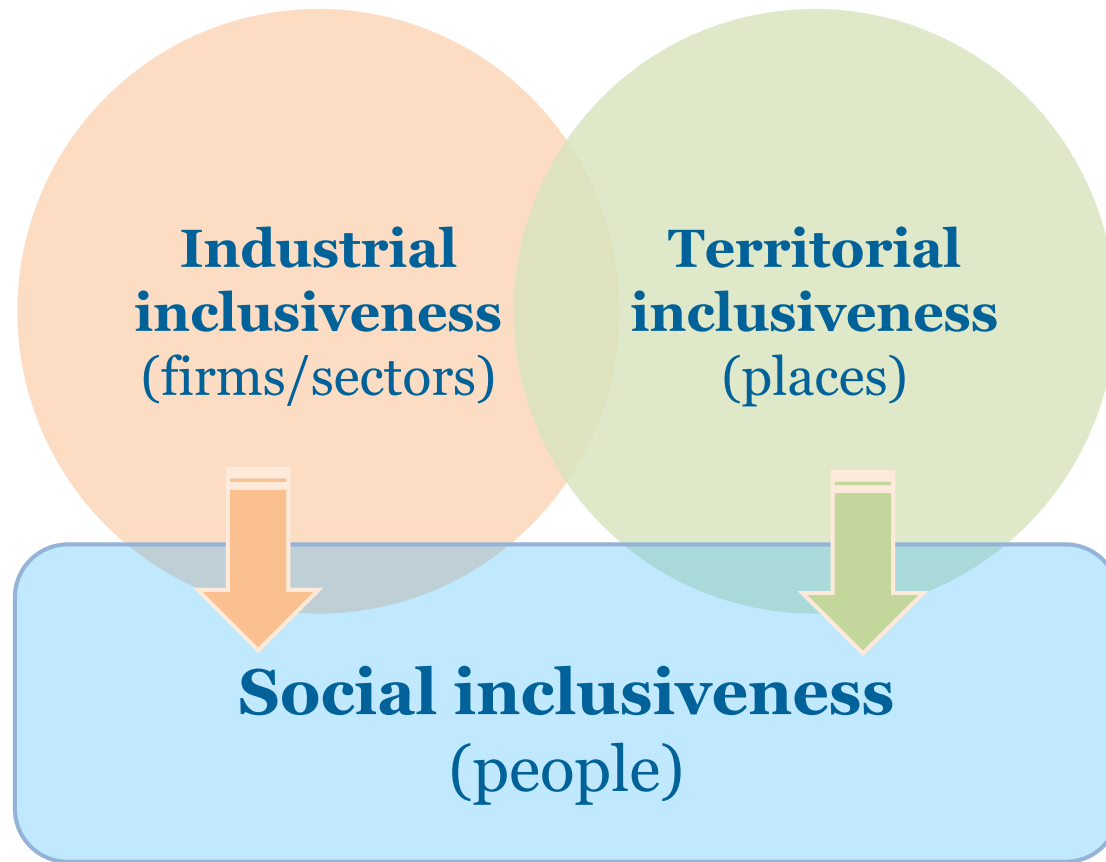 Industrial
inclusiveness
(firms/sectors)
Territorial
inclusiveness
(places)
Social inclusiveness
(people)